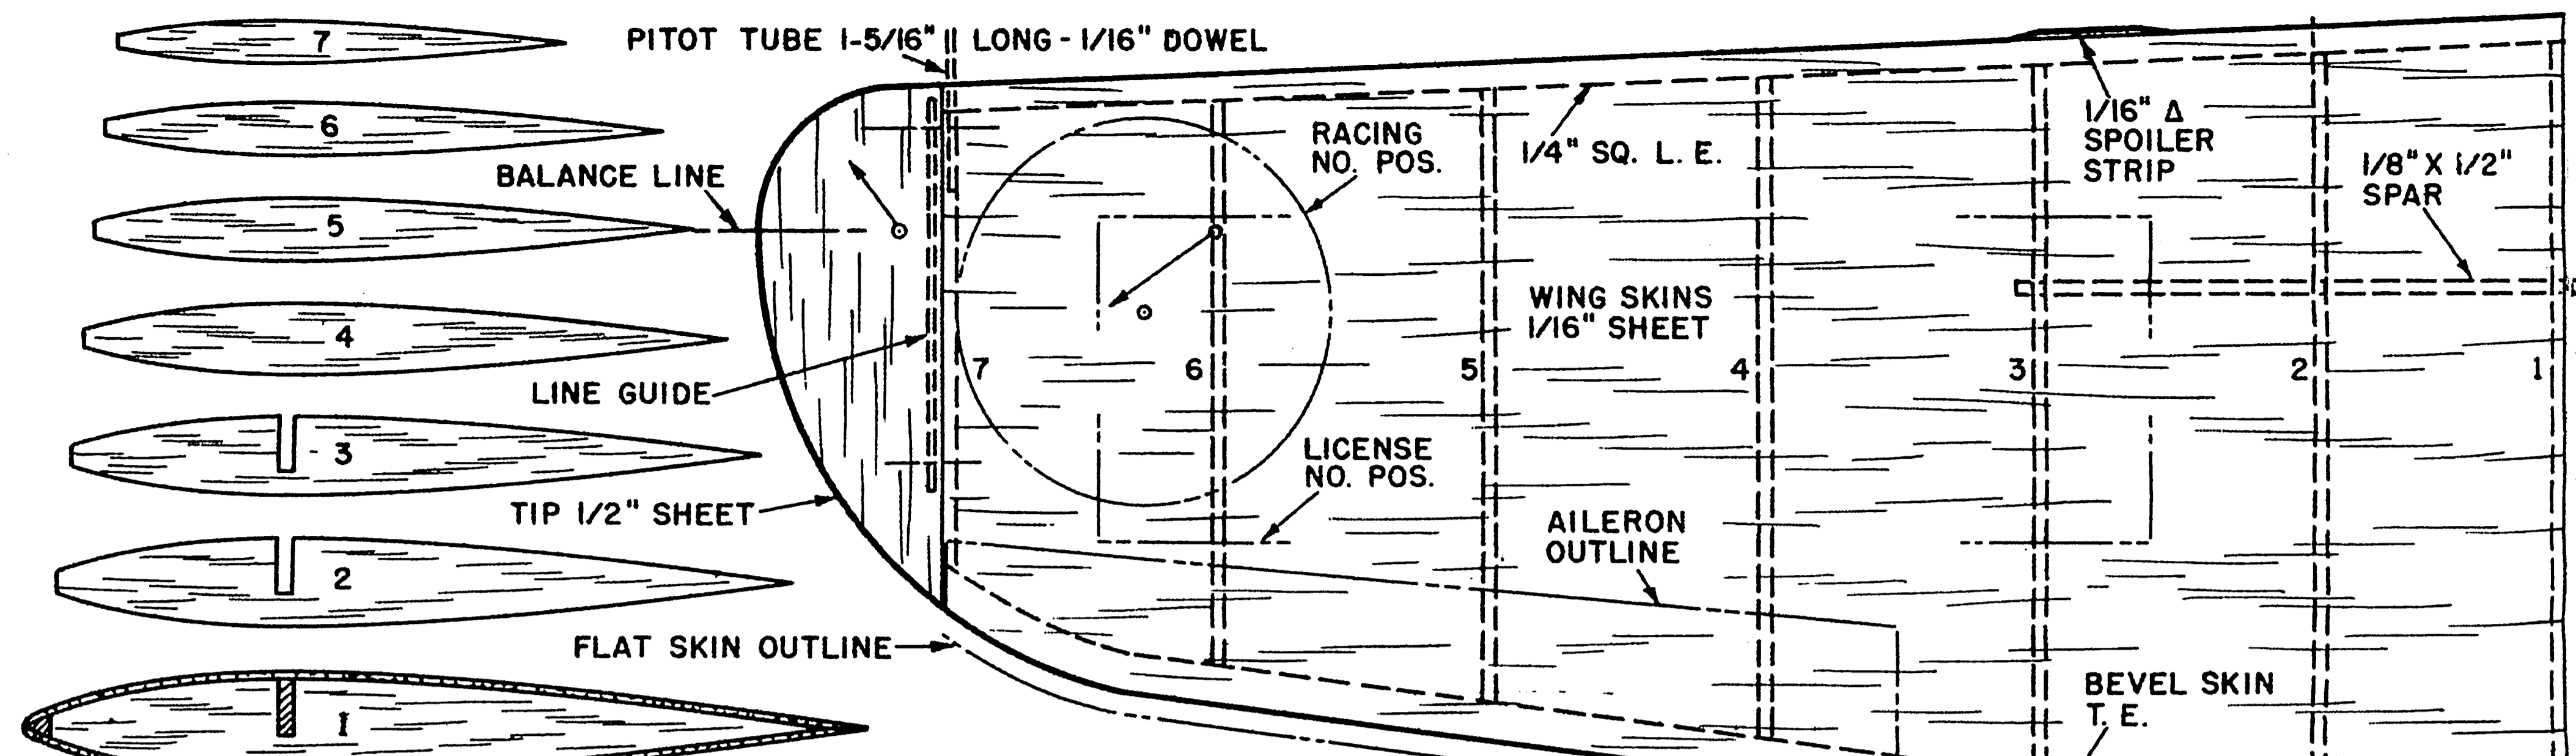 7
PITOT TUBE 1-5/16" LONG - 1/16" DOWEL
6
BALANCE LINE
5
4
3
2
1
RACING
NO. POS.
1/4" SQ. L. E.
1/16" Δ
SPOILER
STRIP
1/8" X 1/2"
SPAR
WING SKINS
1/16" SHEET
7 6 5 4 3 2 1
LINE GUIDE
LICENSE
NO. POS.
TIP 1/2" SHEET
AILERON
OUTLINE
FLAT SKIN OUTLINE
BEVEL SKIN
T. E.